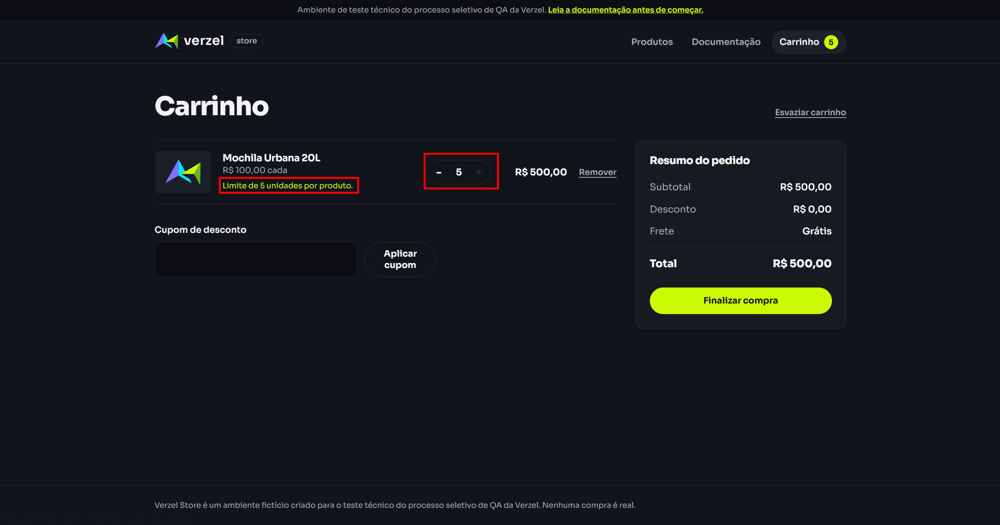 Ambiente de teste técnico do processo seletivo de QA da Verzel. Leia a documentação antes de começar.
verzel store
Produtos Documentação Carrinho 5
Carrinho
Esvaziar carrinho
Mochila Urbana 20L
R$ 100,00 cada
Limite de 5 unidades por produto.
- 5 +
R$ 500,00 Remover
Cupom de desconto
Aplicar
cupom
Resumo do pedido
Subtotal R$ 500,00
Desconto R$ 0,00
Frete Grátis
Total R$ 500,00
Finalizar compra
Verzel Store é um ambiente fictício criado para o teste técnico do processo seletivo de QA da Verzel. Nenhuma compra é real.